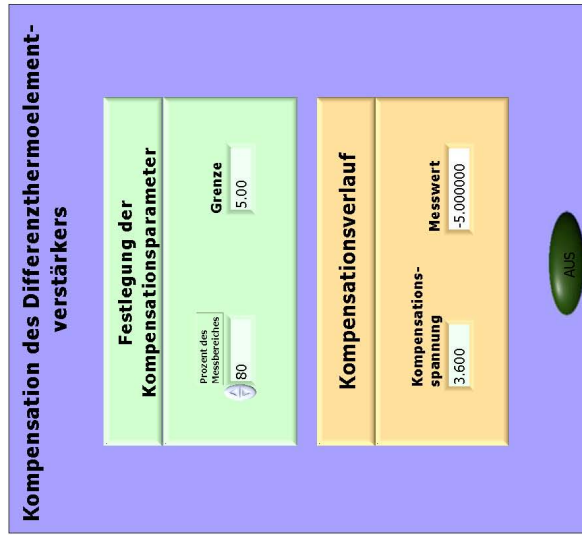 Kompensation des Differenzthermoelement-
verstärkers
Festlegung der
Kompensationsparameter
Prozent des
Messbereiches
80
Grenze
5.00
Kompensationsverlauf
Kompensations-
spannung
3.600
Messwert
-5.000000
AUS